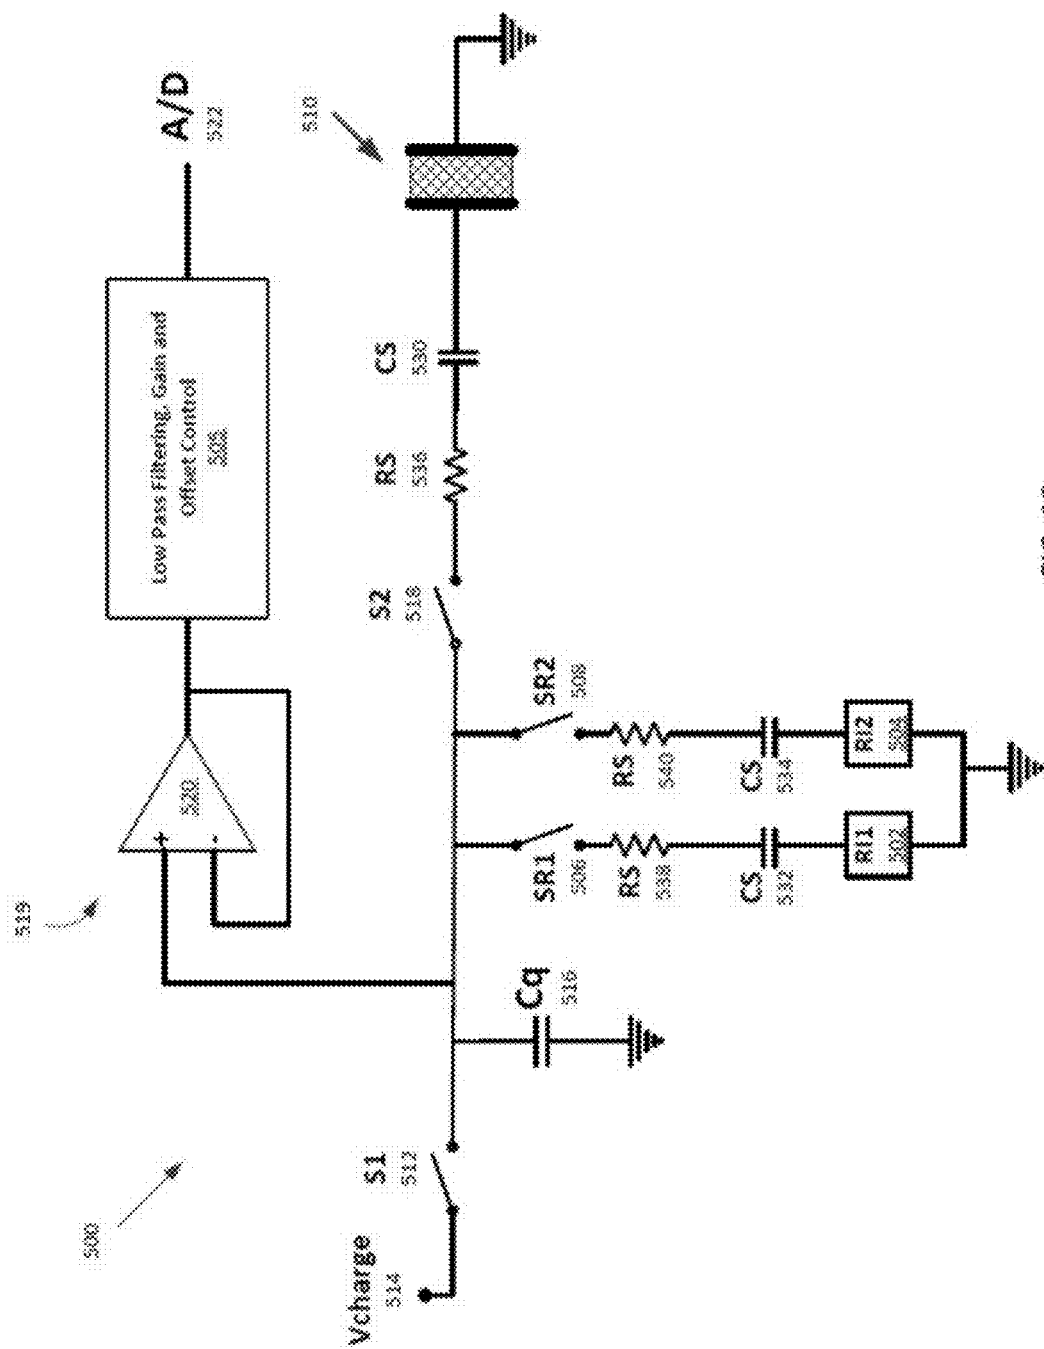 500
519
+
-
520
Low Pass Filtering, Gain and
Offset Control
505
A/D
522
Vcharge
514
S1
512
Cq
516
SR1
506
RS
538
CS
532
RI1
502
SR2
508
RS
540
CS
534
RI2
504
S2
518
RS
536
CS
530
510